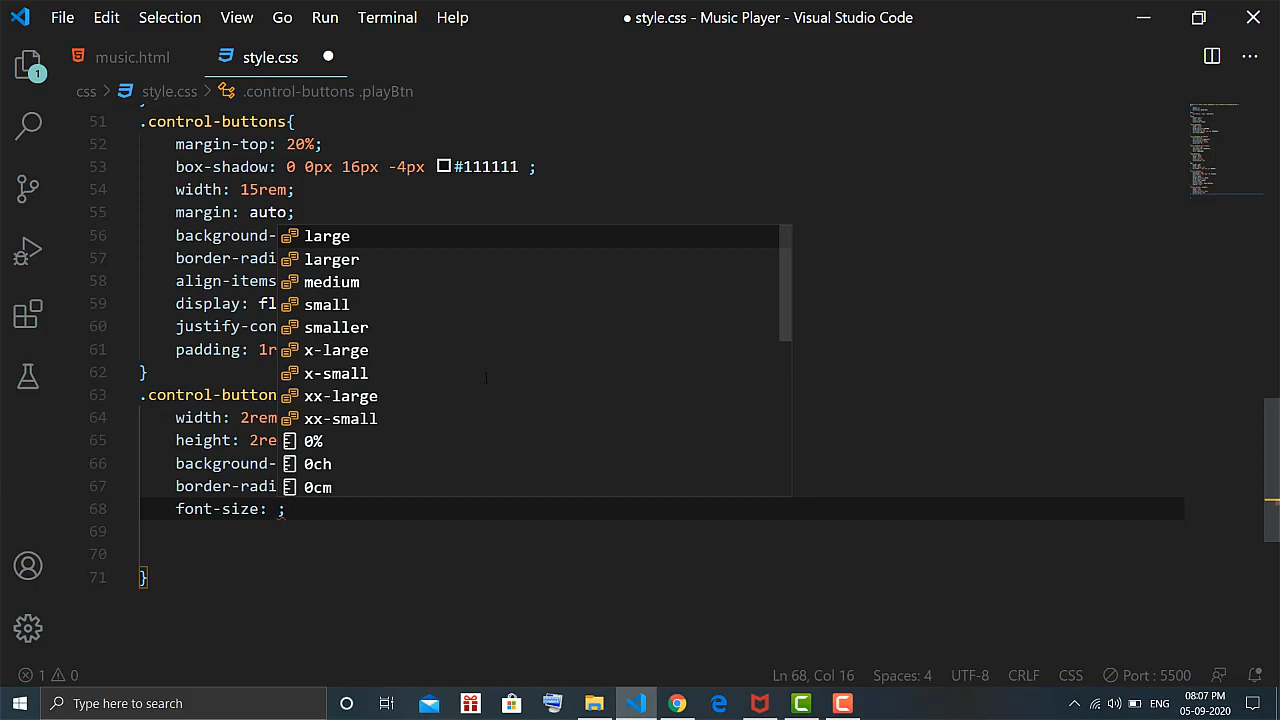 File Edit Selection View Go Run Terminal Help ● style.css - Music Player - Visual Studio Code
music.html style.css
1
css > style.css > .control-buttons .playBtn
51 .control-buttons{
52 margin-top: 20%;
53 box-shadow: 0 0px 16px -4px #111111 ;
54 width: 15rem;
55 margin: auto;
56 background- large
57 border-radi larger
58 align-items medium
59 display: fl small
60 justify-con smaller
61 padding: 1r x-large
62 } x-small
63 .control-button xx-large
64 width: 2rem xx-small
65 height: 2re 0%
66 background- 0ch
67 border-radi 0cm
68 font-size: ;
69
70
71 }
1 0 Ln 68, Col 16 Spaces: 4 UTF-8 CRLF CSS Port : 5500
Type here to search ENG 08:07 PM
05-09-2020